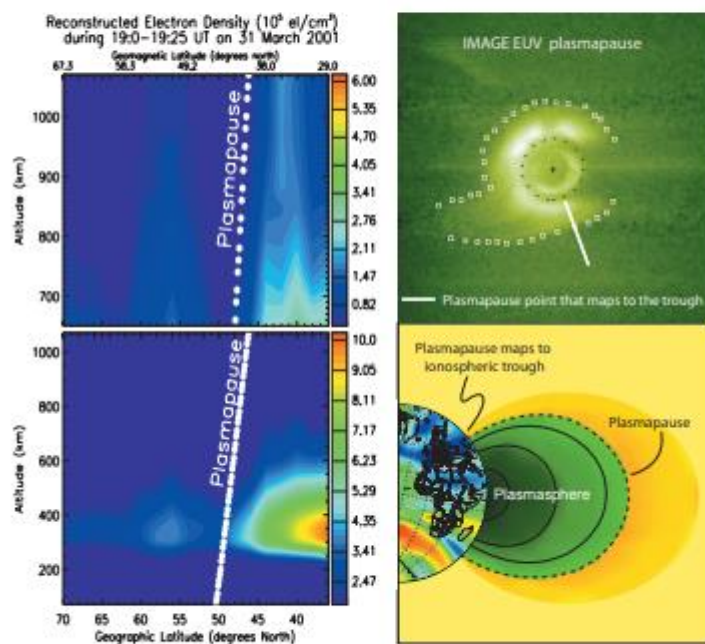 Reconstructed Electron Density (10⁵ el/cm³)
during 19:0-19:25 UT on 31 March 2001
Geomagnetic Latitude (degrees north)
67.3 58.3 49.2 38.0 29.0
1000
900
800
700
Altitude (km)
Plasmapause
6.00
5.35
4.70
4.05
3.41
2.76
2.11
1.47
0.82
IMAGE EUV plasmapause
Plasmapause point that maps to the trough
1000
800
600
400
200
Altitude (km)
Plasmapause
10.0
9.05
8.11
7.17
6.23
5.29
4.35
3.41
2.47
70 65 60 55 50 45 40
Geographic Latitude (degrees North)
Plasmapause maps to
ionospheric trough
Plasmapause
Plasmasphere